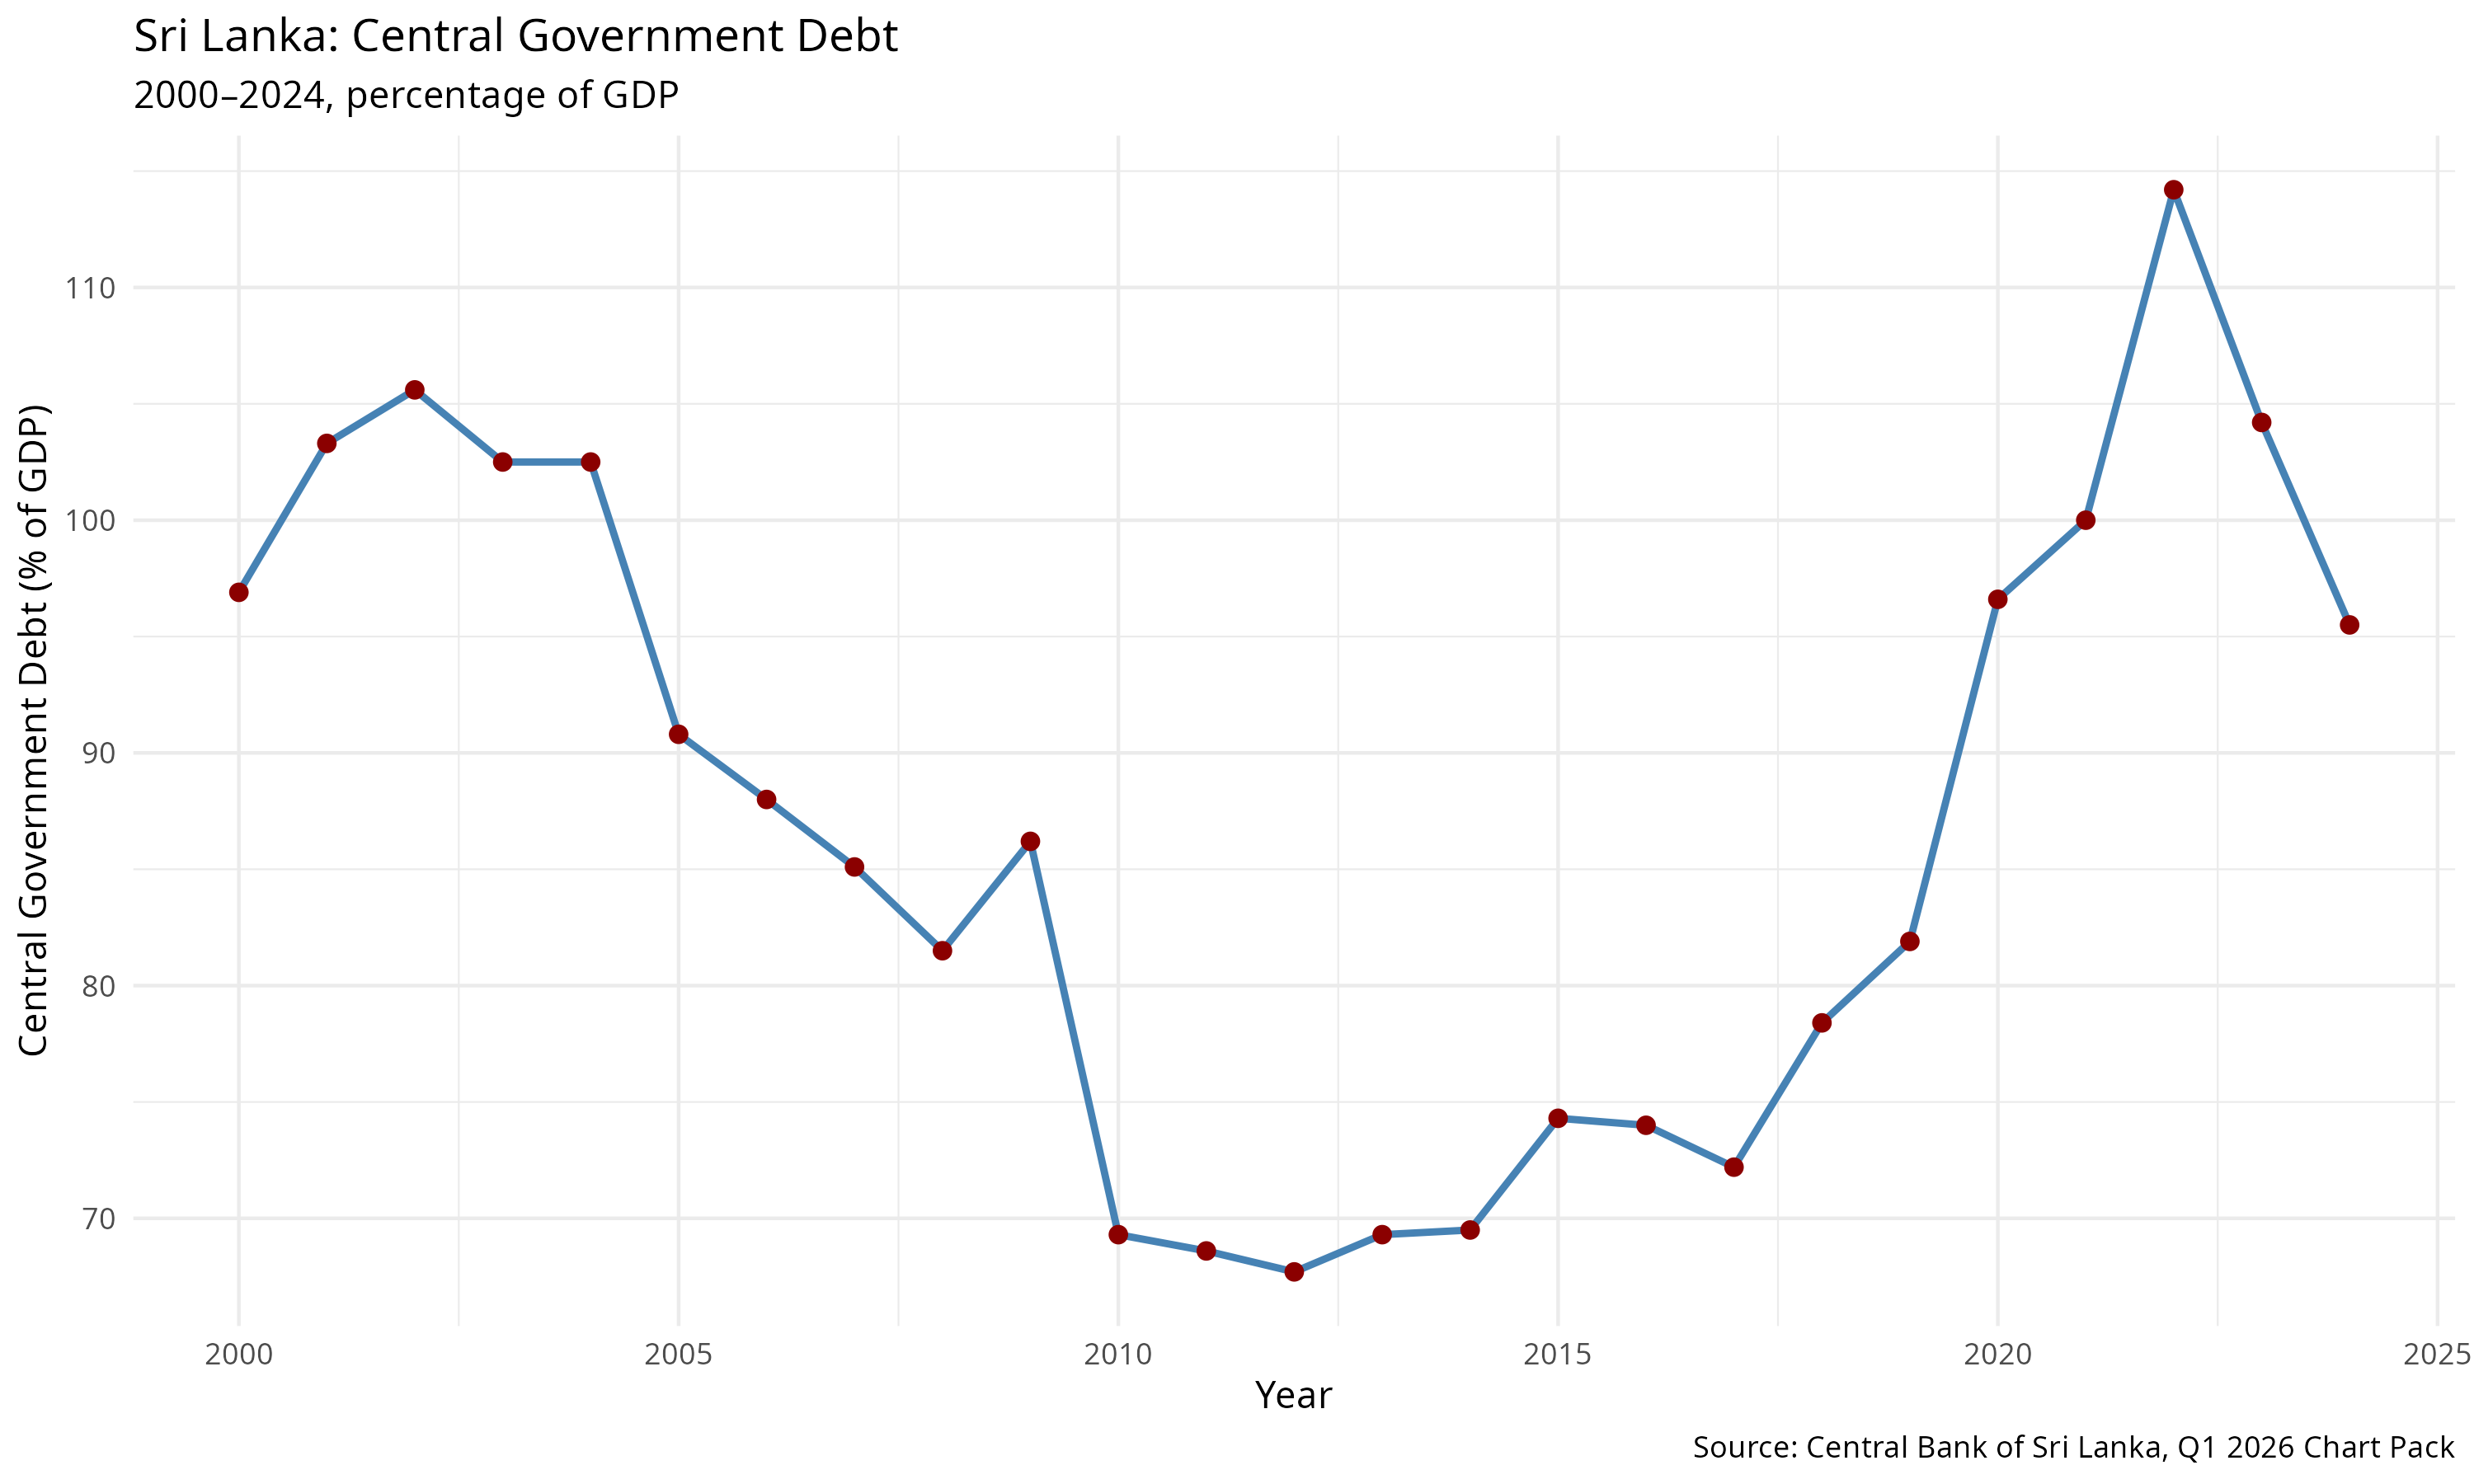 Sri Lanka: Central Government Debt
2000–2024, percentage of GDP
Central Government Debt (% of GDP)
110
100
90
80
70
2000
2005
2010
2015
2020
2025
Year
Source: Central Bank of Sri Lanka, Q1 2026 Chart Pack